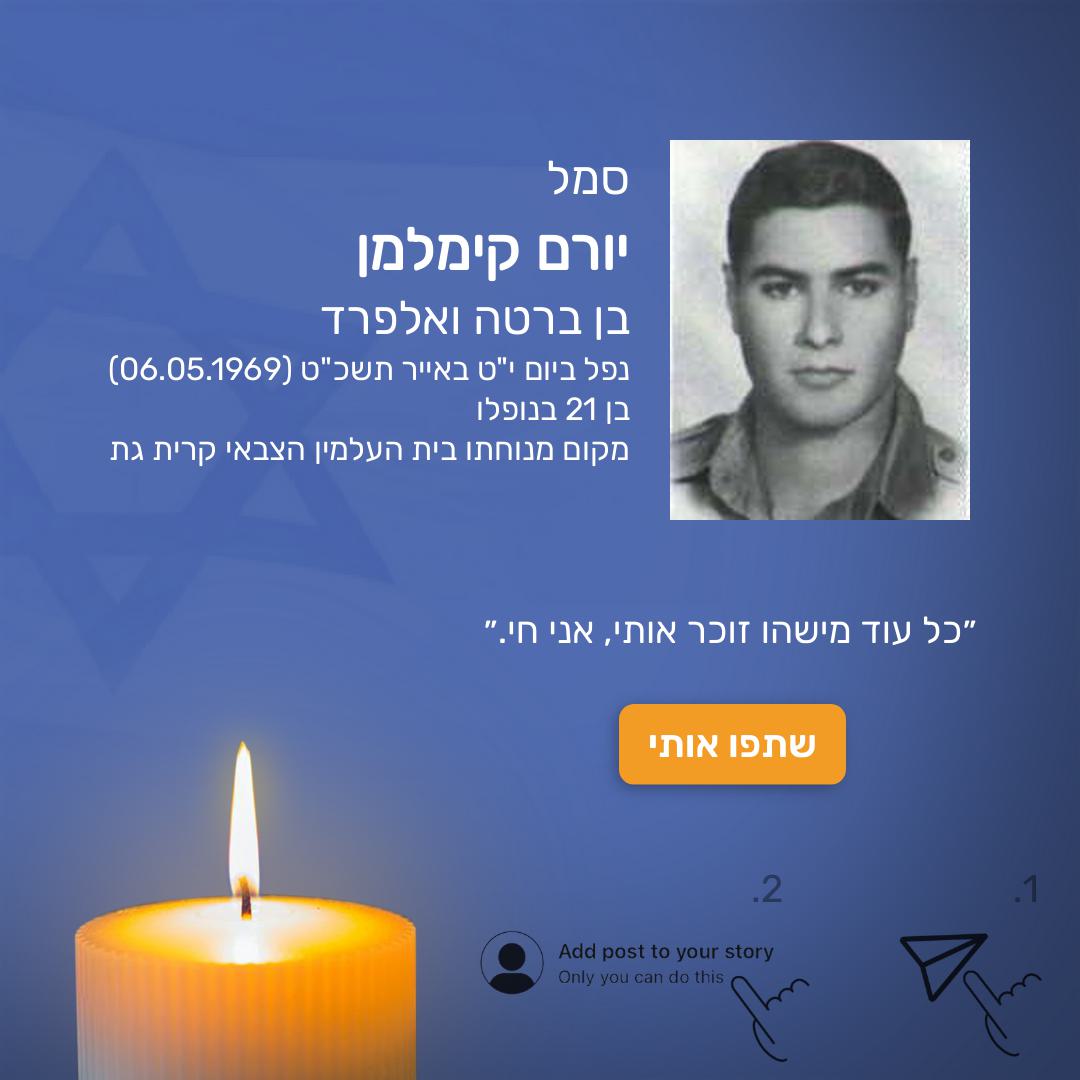 סמל
יורם קימלמן
בן ברטה ואלפרד
נפל ביום י"ט באייר תשכ"ט (06.05.1969)
בן 21 בנופלו
מקום מנוחתו בית העלמין הצבאי קרית גת
״כל עוד מישהו זוכר אותי, אני חי.״
שתפו אותי
1.
2.
Add post to your story
Only you can do this